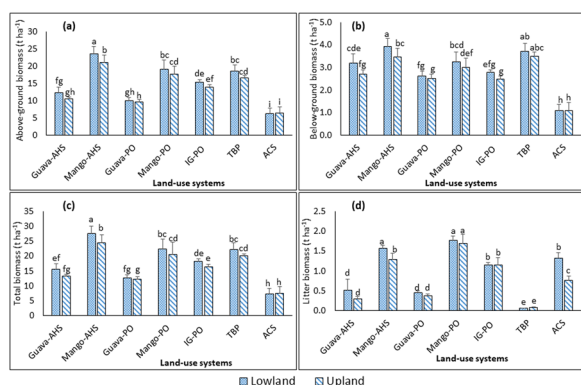 (a)
Above-ground biomass (t ha⁻¹)
30
25
20
15
10
5
0
fg gh a b gh h bc cd de ef bc cd i i
Guava-AHS Mango-AHS Guava-PO Mango-PO IG-PO TBP ACS
Land-use systems
(b)
Below-ground biomass (t ha⁻¹)
5.0
4.0
3.0
2.0
1.0
0.0
cde fg a bc fg g bcd def efg g ab abc h h
Guava-AHS Mango-AHS Guava-PO Mango-PO IG-PO TBP ACS
Land-use systems
(c)
Total biomass (t ha⁻¹)
35
30
25
20
15
10
5
0
ef fg a b fg g bc cd de e bc cd h h
Guava-AHS Mango-AHS Guava-PO Mango-PO IG-PO TBP ACS
Land-use systems
(d)
Litter biomass (t ha⁻¹)
2.5
2.0
1.5
1.0
0.5
0.0
d d a b d d a a b b e e b c
Guava-AHS Mango-AHS Guava-PO Mango-PO IG-PO TBP ACS
Land-use systems
Lowland Upland